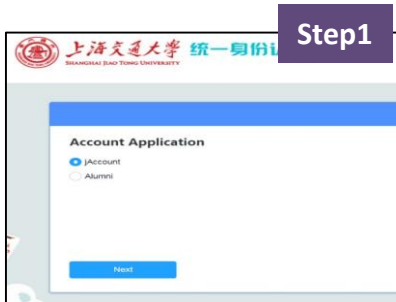 Step1
上海交通大学 统一身份认
SHANGHAI JIAO TONG UNIVERSITY
Account Application
jAccount
Alumni
Next